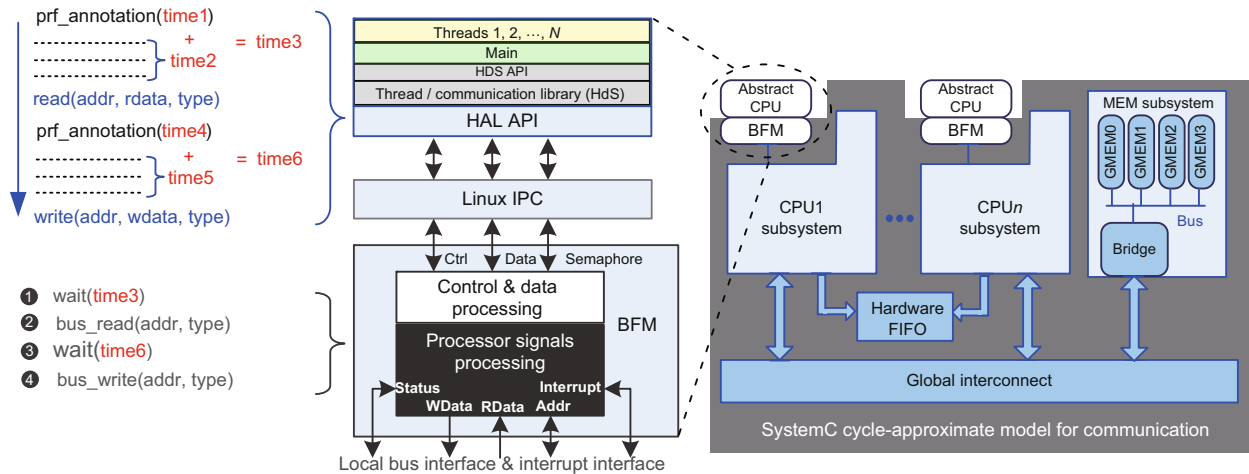 prf_annotation(time1)
+
= time3
time2
read(addr, rdata, type)
prf_annotation(time4)
+
= time6
time5
write(addr, wdata, type)
1 wait(time3)
2 bus_read(addr, type)
3 wait(time6)
4 bus_write(addr, type)
Threads 1, 2, ..., N
Main
HDS API
Thread / communication library (HdS)
HAL API
Linux IPC
Ctrl
Data
Semaphore
Control & data
processing
BFM
Processor signals
processing
Status
Interrupt
WData
RData
Addr
Local bus interface & interrupt interface
Abstract
CPU
BFM
Abstract
CPU
BFM
MEM subsystem
GMEM0
GMEM1
GMEM2
GMEM3
Bus
Bridge
CPU1
subsystem
CPUn
subsystem
Hardware
FIFO
Global interconnect
SystemC cycle-approximate model for communication